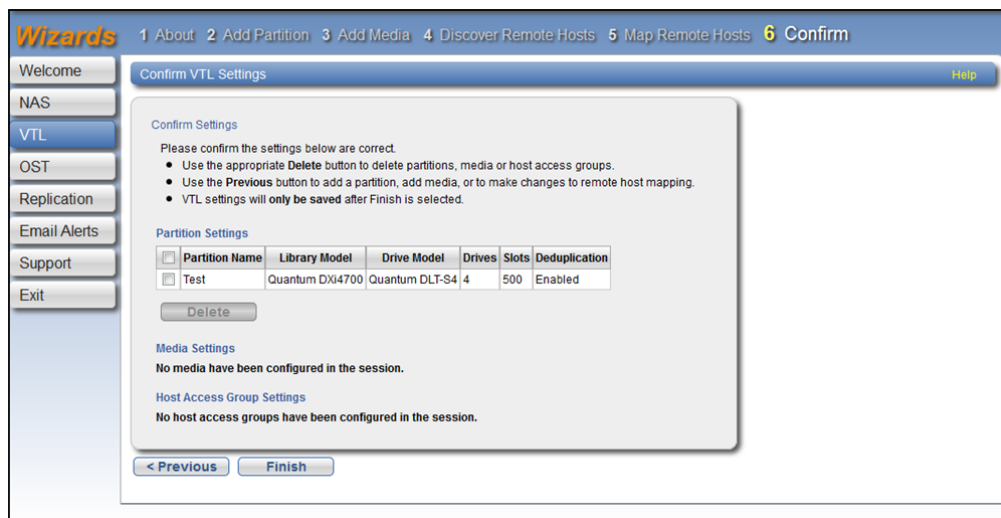 Wizards 1 About 2 Add Partition 3 Add Media 4 Discover Remote Hosts 5 Map Remote Hosts 6 Confirm
Welcome
NAS
VTL
OST
Replication
Email Alerts
Support
Exit
Confirm VTL Settings Help
Confirm Settings
Please confirm the settings below are correct.
• Use the appropriate Delete button to delete partitions, media or host access groups.
• Use the Previous button to add a partition, add media, or to make changes to remote host mapping.
• VTL settings will only be saved after Finish is selected.
Partition Settings
Partition Name Library Model Drive Model Drives Slots Deduplication
Test Quantum DXi4700 Quantum DLT-S4 4 500 Enabled
Delete
Media Settings
No media have been configured in the session.
Host Access Group Settings
No host access groups have been configured in the session.
< Previous Finish